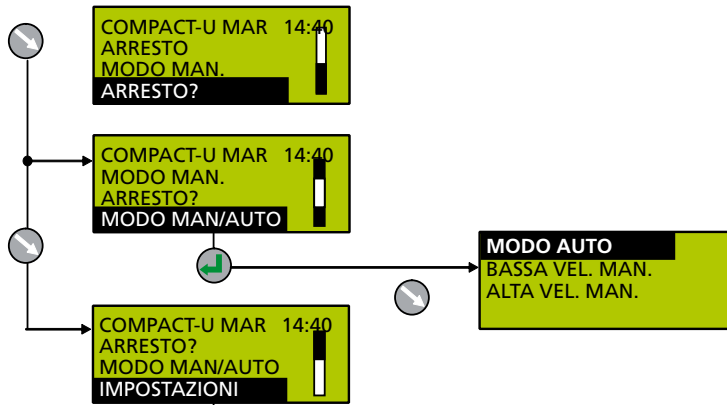 COMPACT-U MAR 14:40
ARRESTO
MODO MAN.
ARRESTO?
COMPACT-U MAR 14:40
MODO MAN.
ARRESTO?
MODO MAN/AUTO
MODO AUTO
BASSA VEL. MAN.
ALTA VEL. MAN.
COMPACT-U MAR 14:40
ARRESTO?
MODO MAN/AUTO
IMPOSTAZIONI